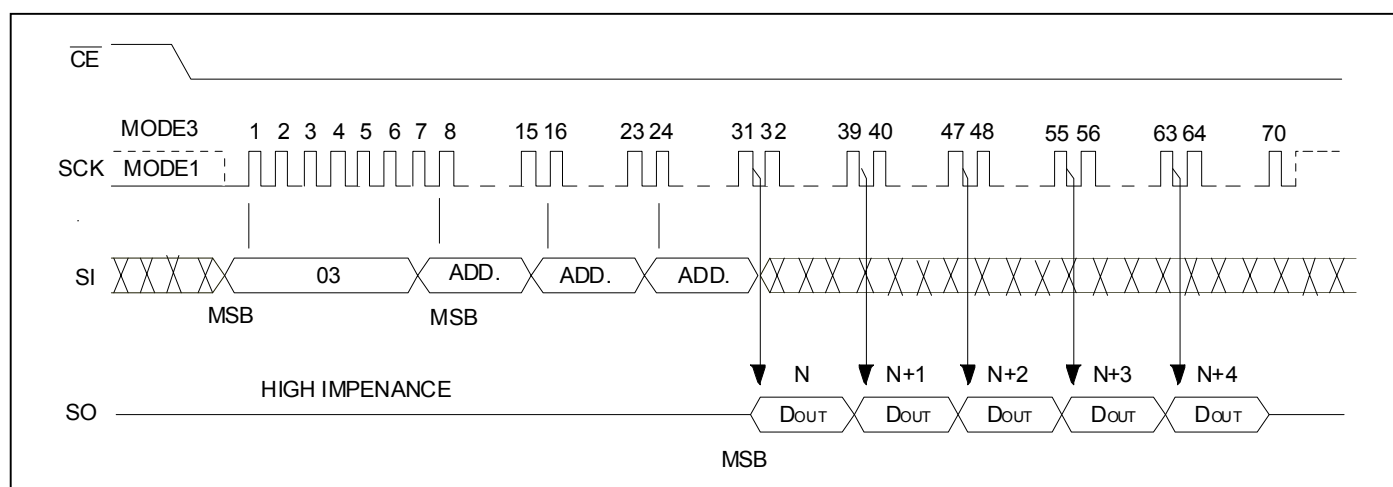 CE
MODE3 1 2 3 4 5 6 7 8 15 16 23 24 31 32 39 40 47 48 55 56 63 64 70
SCK MODE1
SI 03 ADD. ADD. ADD.
MSB MSB
HIGH IMPENANCE N N+1 N+2 N+3 N+4
SO DOUT DOUT DOUT DOUT DOUT
MSB